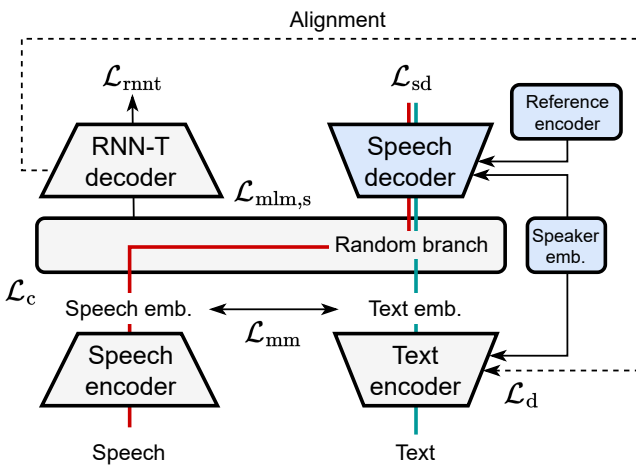 Alignment
ℒrnnt
ℒsd
Reference
encoder
RNN-T
decoder
Speech
decoder
ℒmlm,s
Random branch
Speaker
emb.
ℒc
Speech emb.
Text emb.
ℒmm
Speech
encoder
Text
encoder
ℒd
Speech
Text